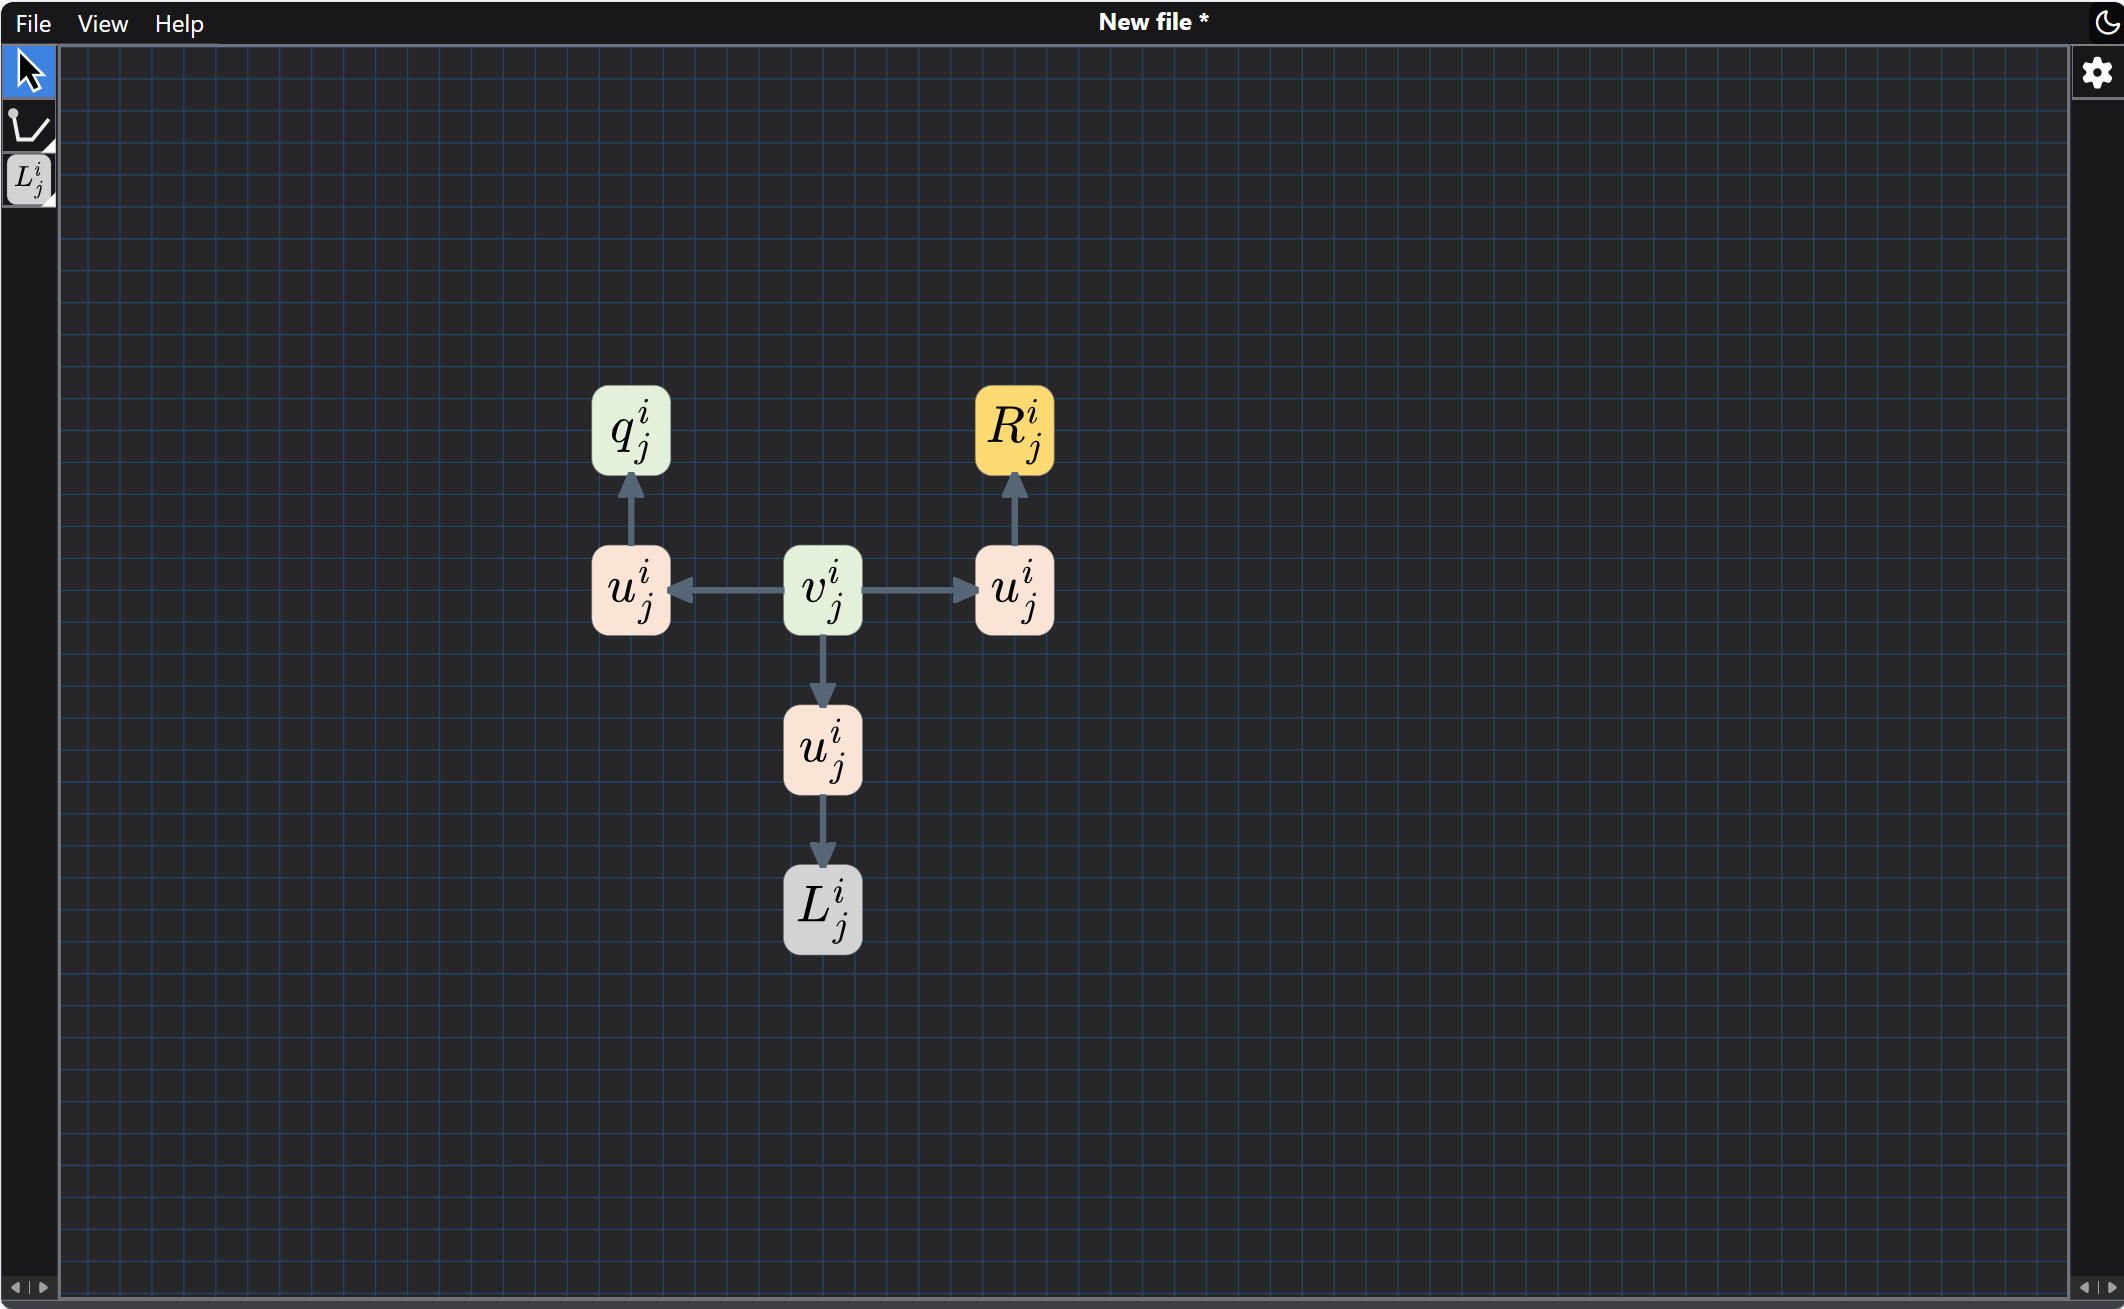 File View Help New file *
L^i_j
q^i_j R^i_j
u^i_j v^i_j u^i_j
u^i_j
L^i_j